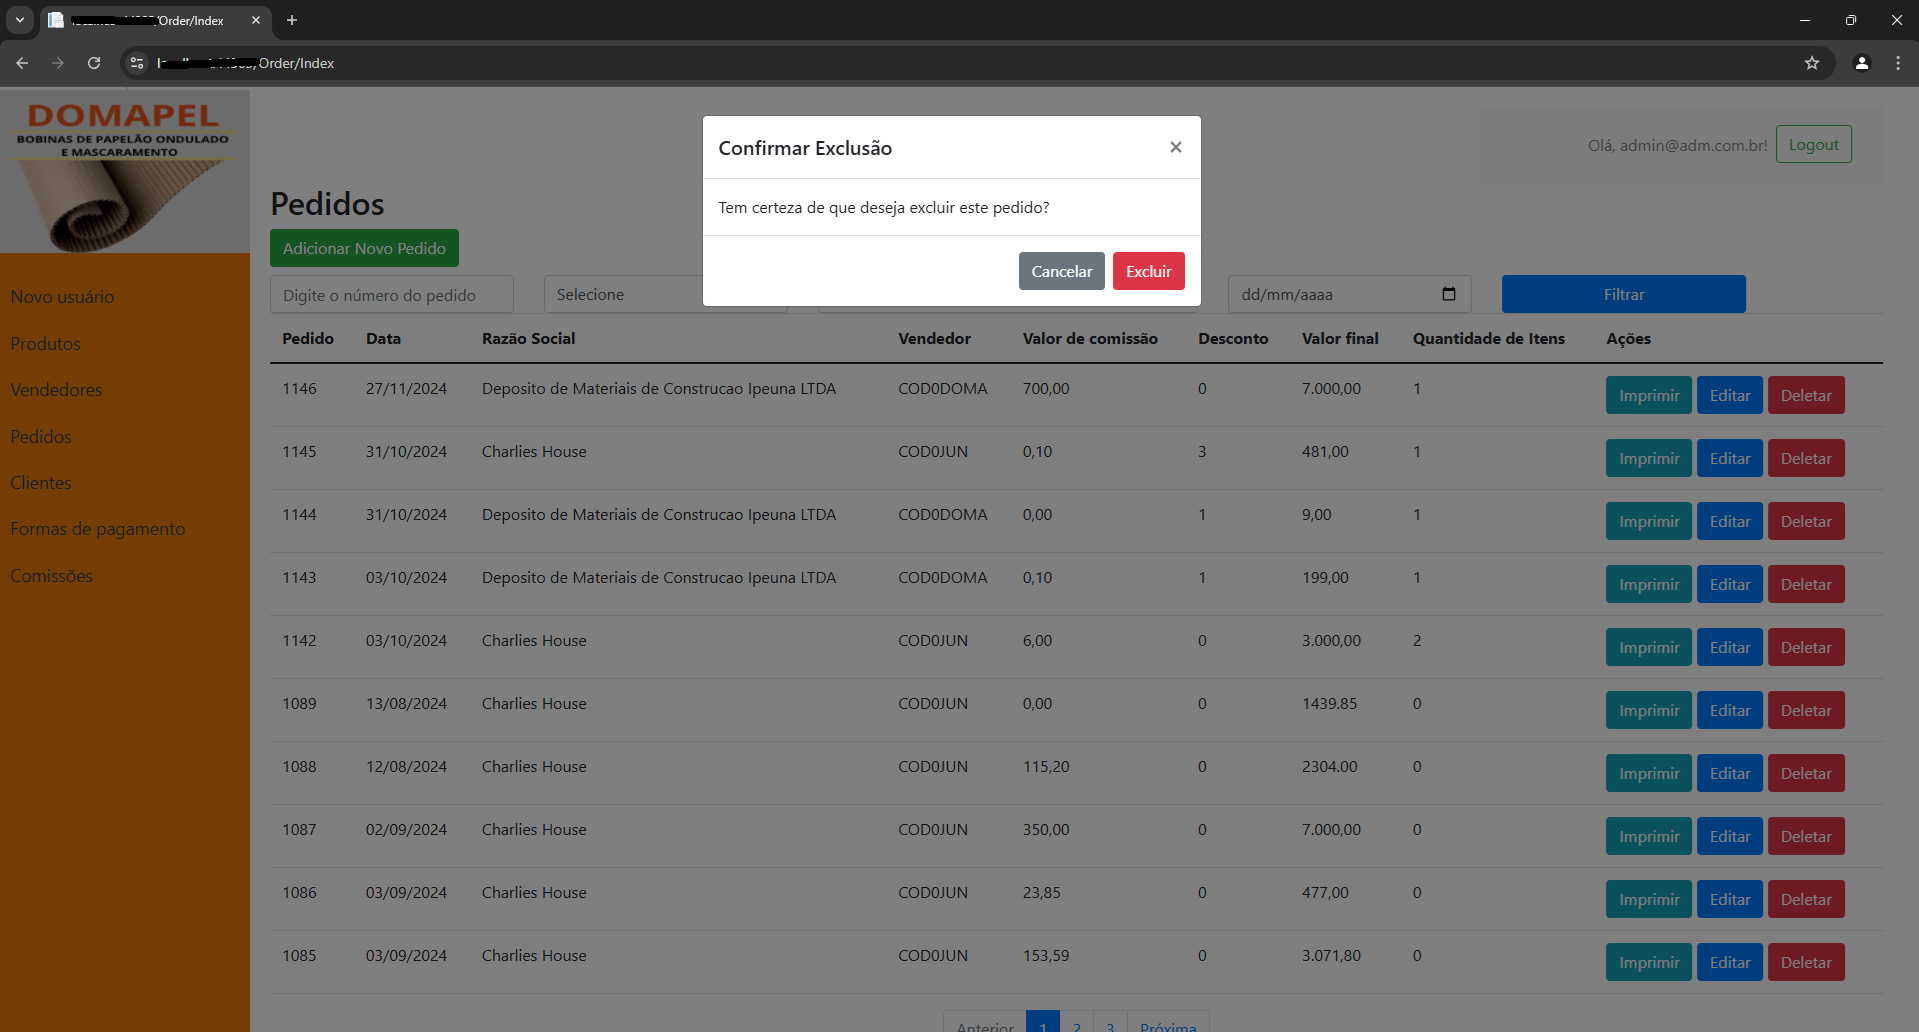 /Order/Index
Order/Index
DOMAPEL
BOBINAS DE PAPELÃO ONDULADO
E MASCARAMENTO
Novo usuário
Produtos
Vendedores
Pedidos
Clientes
Formas de pagamento
Comissões
Olá, admin@adm.com.br! Logout
Confirmar Exclusão ×
Tem certeza de que deseja excluir este pedido?
Cancelar Excluir
Pedidos
Adicionar Novo Pedido
Digite o número do pedido Selecione dd/mm/aaaa Filtrar
Pedido Data Razão Social Vendedor Valor de comissão Desconto Valor final Quantidade de Itens Ações
1146 27/11/2024 Deposito de Materiais de Construcao Ipeuna LTDA COD0DOMA 700,00 0 7.000,00 1 Imprimir Editar Deletar
1145 31/10/2024 Charlies House COD0JUN 0,10 3 481,00 1 Imprimir Editar Deletar
1144 31/10/2024 Deposito de Materiais de Construcao Ipeuna LTDA COD0DOMA 0,00 1 9,00 1 Imprimir Editar Deletar
1143 03/10/2024 Deposito de Materiais de Construcao Ipeuna LTDA COD0DOMA 0,10 1 199,00 1 Imprimir Editar Deletar
1142 03/10/2024 Charlies House COD0JUN 6,00 0 3.000,00 2 Imprimir Editar Deletar
1089 13/08/2024 Charlies House COD0JUN 0,00 0 1439.85 0 Imprimir Editar Deletar
1088 12/08/2024 Charlies House COD0JUN 115,20 0 2304.00 0 Imprimir Editar Deletar
1087 02/09/2024 Charlies House COD0JUN 350,00 0 7.000,00 0 Imprimir Editar Deletar
1086 03/09/2024 Charlies House COD0JUN 23,85 0 477,00 0 Imprimir Editar Deletar
1085 03/09/2024 Charlies House COD0JUN 153,59 0 3.071,80 0 Imprimir Editar Deletar
Anterior 1 2 3 Próxima